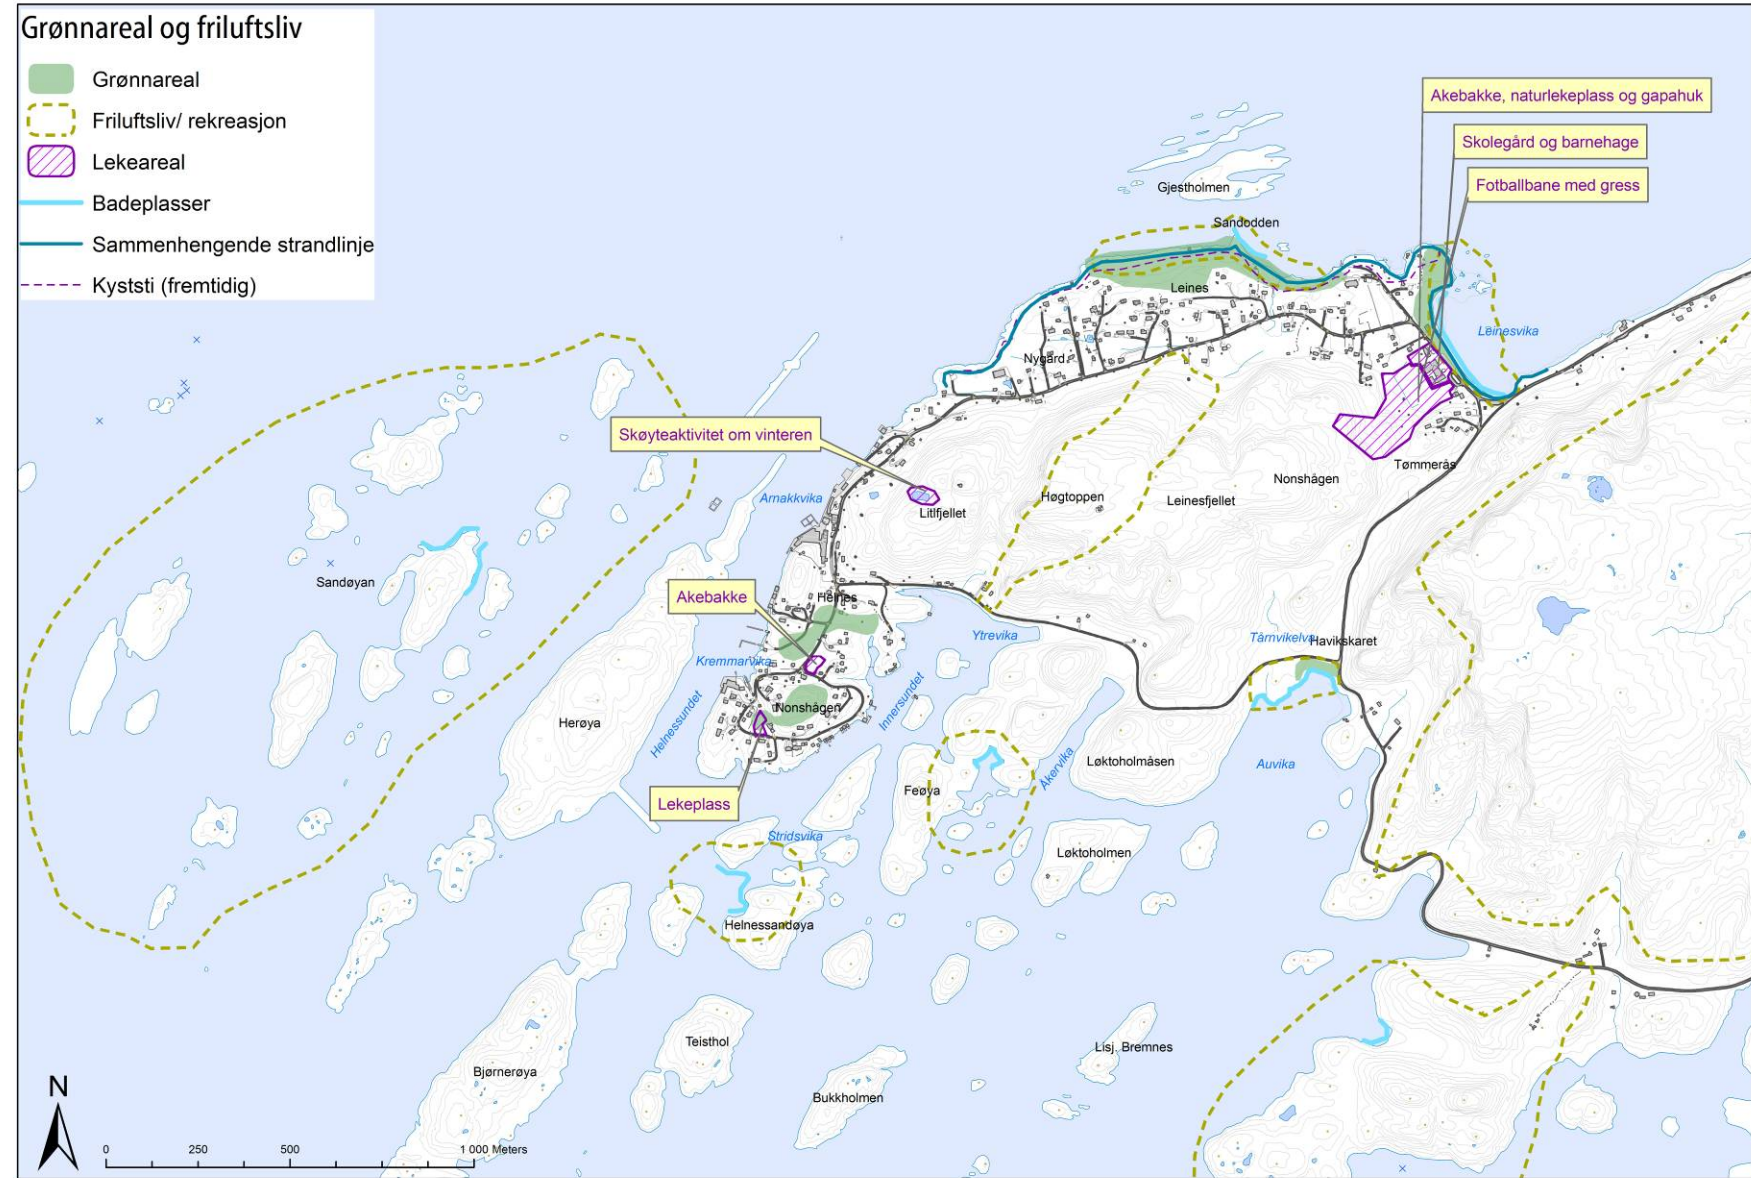 Grønnareal og friluftsliv
Grønnareal
Friluftsliv/ rekreasjon
Lekeareal
Badeplasser
Sammenhengende strandlinje
Kyststi (fremtidig)
Akebakke, naturlekeplass og gapahuk
Skolegård og barnehage
Fotballbane med gress
Gjestholmen
Sandodden
Leines
Leinesvika
Nygård
Skøyteaktivitet om vinteren
Tømmerås
Nonshågen
Arnakkvika
Høgtoppen
Leinesfjellet
Litlfjellet
Sandøyan
Akebakke
Helnes
Ytrevika
Tårnvikelva
Havikskaret
Kremmarvika
Helnessundet
Innersundet
Nonshågen
Herøya
Åkervika
Løktoholmåsen
Auvika
Feøya
Lekeplass
Stridsvika
Løktoholmen
Helnessandøya
Teisthol
Lisj. Bremnes
Bjørnerøya
Bukkholmen
N
0 250 500 1 000 Meters